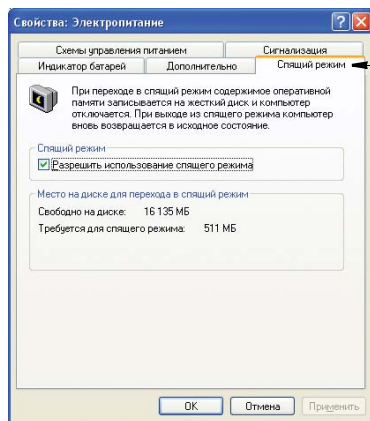 Свойства: Электропитание
Схемы управления питанием
Сигнализация
Индикатор батарей
Дополнительно
Спящий режим
При переходе в спящий режим содержимое оперативной
памяти записывается на жесткий диск и компьютер
отключается. При выходе из спящего режима компьютер
вновь возвращается в исходное состояние.
Спящий режим
Разрешить использование спящего режима
Место на диске для перехода в спящий режим
Свободно на диске: 16 135 МБ
Требуется для спящего режима: 511 МБ
OK
Отмена
Применить